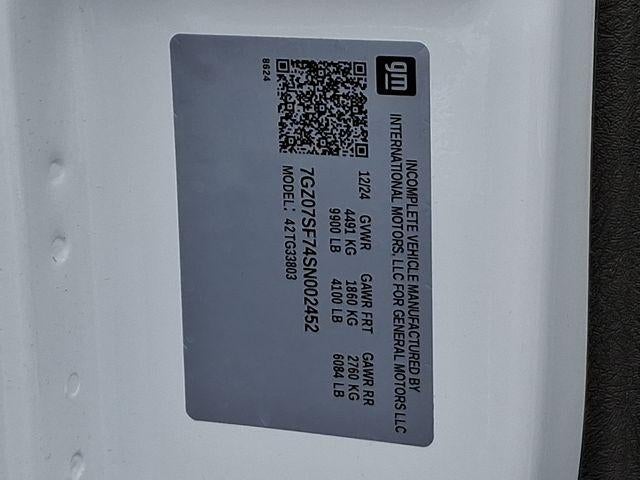 gm
INCOMPLETE VEHICLE MANUFACTURED BY
INTERNATIONAL MOTORS, LLC FOR GENERAL MOTORS LLC
12/24 GVWR GAWR FRT GAWR RR
4491 KG 1860 KG 2760 KG
9900 LB 4100 LB 6084 LB
7GZ07SF74SN002452
MODEL: 42TG33803
8624